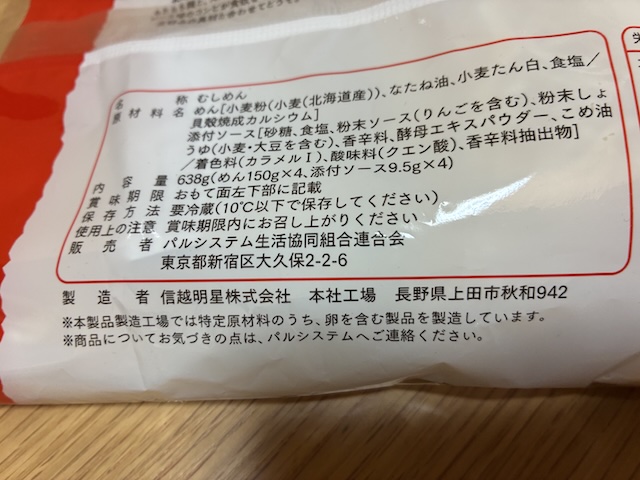 名　　　称 むしめん
原 材 料 名 めん[小麦粉(小麦(北海道産))、なたね油、小麦たん白、食塩／
貝殻焼成カルシウム]
添付ソース[砂糖、食塩、粉末ソース(りんごを含む)、粉末しょ
うゆ(小麦・大豆を含む)、香辛料、酵母エキスパウダー、こめ油
／着色料(カラメルⅠ)、酸味料(クエン酸)、香辛料抽出物]
内　容　量 638g(めん150g×4、添付ソース9.5g×4)
賞 味 期 限 おもて面左下部に記載
保 存 方 法 要冷蔵(10℃以下で保存してください)
使用上の注意 賞味期限内にお召し上がりください
販　売　者 パルシステム生活協同組合連合会
東京都新宿区大久保2-2-6
製　造　者 信越明星株式会社　本社工場　長野県上田市秋和942
※本製品製造工場では特定原材料のうち、卵を含む製品を製造しています。
※商品についてお気づきの点は、パルシステムへご連絡ください。